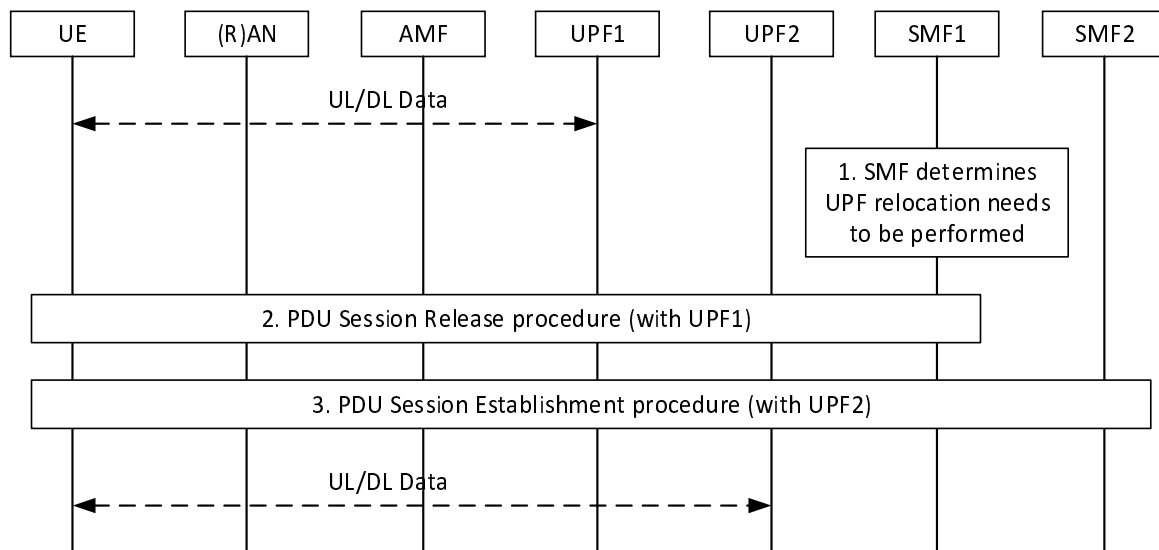 UE (R)AN AMF UPF1 UPF2 SMF1 SMF2
UL/DL Data
1. SMF determines
UPF relocation needs
to be performed
2. PDU Session Release procedure (with UPF1)
3. PDU Session Establishment procedure (with UPF2)
UL/DL Data